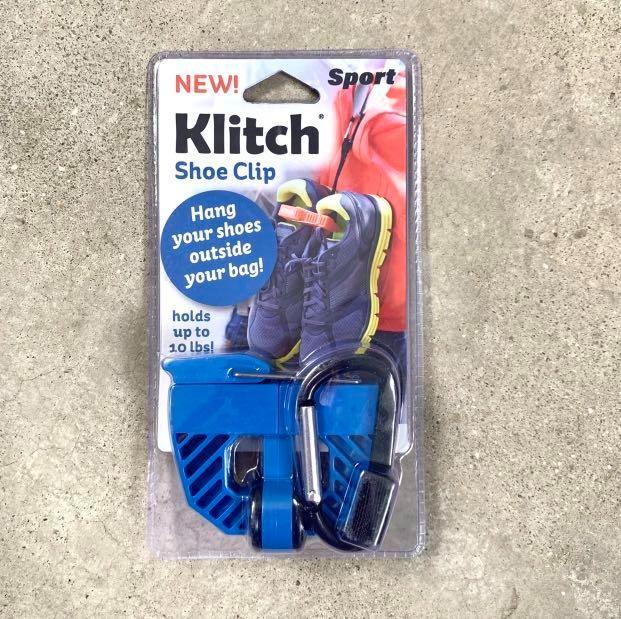 NEW!
Sport
Klitch®
Shoe Clip
Hang
your shoes
outside
your bag!
holds
up to
10 lbs!